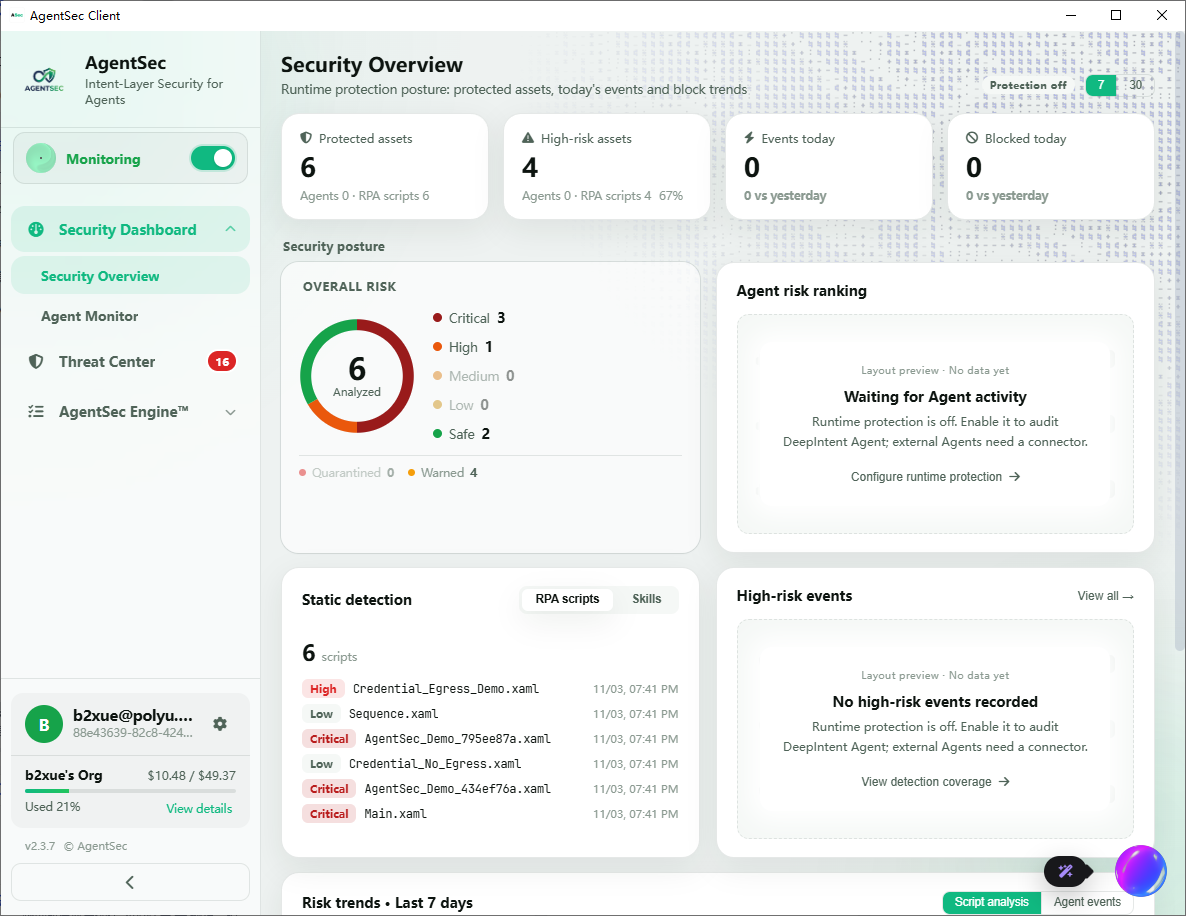 ASec AgentSec Client
AgentSec
Intent-Layer Security for
Agents
AGENTSEC
Monitoring
Security Dashboard
Security Overview
Agent Monitor
Threat Center 16
AgentSec Engine™
B
b2xue@polyu....
88e43639-82c8-424...
b2xue's Org $10.48 / $49.37
Used 21% View details
v2.3.7 © AgentSec
Security Overview
Runtime protection posture: protected assets, today's events and block trends
Protection off 7 30
Protected assets
6
Agents 0 · RPA scripts 6
High-risk assets
4
Agents 0 · RPA scripts 4 67%
Events today
0
0 vs yesterday
Blocked today
0
0 vs yesterday
Security posture
OVERALL RISK
6
Analyzed
Critical 3
High 1
Medium 0
Low 0
Safe 2
Quarantined 0 Warned 4
Agent risk ranking
Layout preview · No data yet
Waiting for Agent activity
Runtime protection is off. Enable it to audit
DeepIntent Agent; external Agents need a connector.
Configure runtime protection →
Static detection
RPA scripts Skills
6 scripts
High Credential_Egress_Demo.xaml 11/03, 07:41 PM
Low Sequence.xaml 11/03, 07:41 PM
Critical AgentSec_Demo_795ee87a.xaml 11/03, 07:41 PM
Low Credential_No_Egress.xaml 11/03, 07:41 PM
Critical AgentSec_Demo_434ef76a.xaml 11/03, 07:41 PM
Critical Main.xaml 11/03, 07:41 PM
High-risk events View all →
Layout preview · No data yet
No high-risk events recorded
Runtime protection is off. Enable it to audit
DeepIntent Agent; external Agents need a connector.
View detection coverage →
Risk trends • Last 7 days
Script analysis Agent events